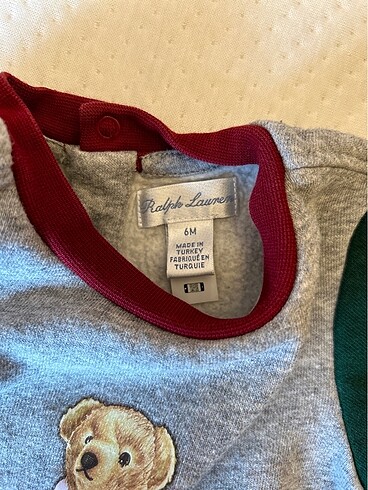 Ralph Lauren
6M
MADE IN
TURKEY
FABRIQUÉ EN
TURQUIE